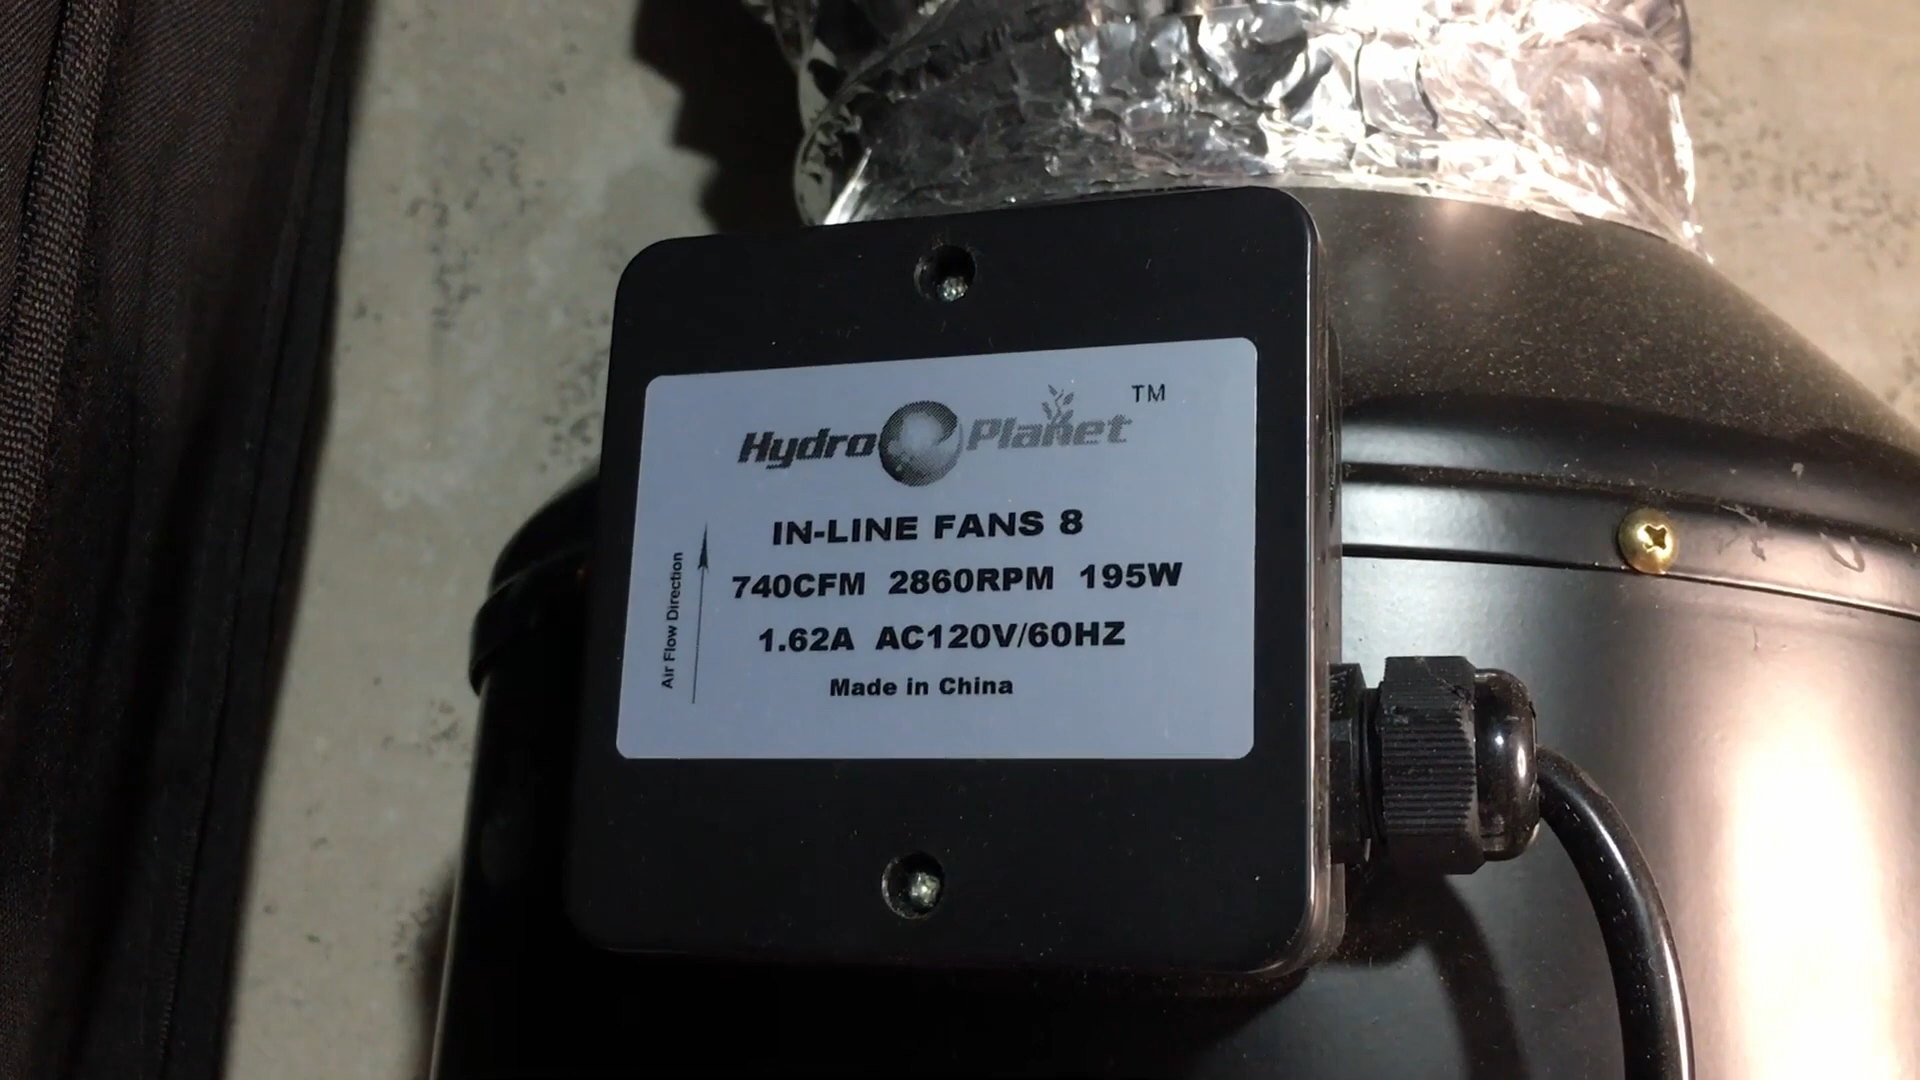 Hydro Planet TM
IN-LINE FANS 8
740CFM 2860RPM 195W
1.62A AC120V/60HZ
Made in China
Air Flow Direction